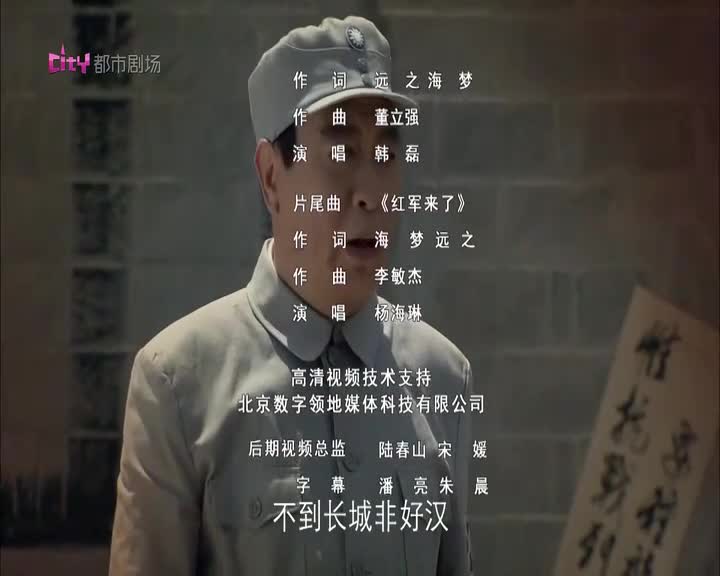 CITY 都市剧场
作 词 远 之 海 梦
作 曲 董立强
演 唱 韩 磊
片尾曲 《红军来了》
作 词 海 梦 远 之
作 曲 李敏杰
演 唱 杨海琳
高清视频技术支持
北京数字领地媒体科技有限公司
后期视频总监 陆春山 宋 媛
字 幕 潘 亮 朱 晨
不到长城非好汉